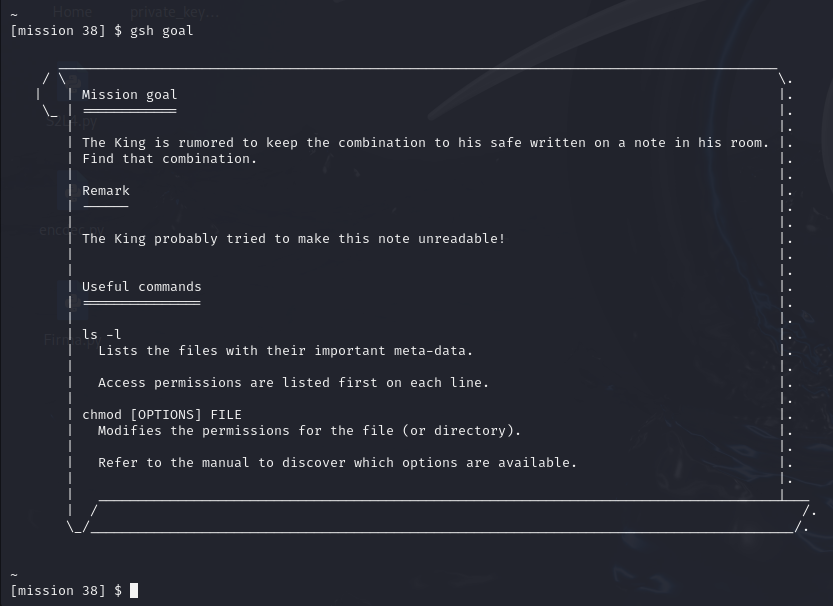 Home private_key.
~
[mission 38] $ gsh goal
Mission goal
============
The King is rumored to keep the combination to his safe written on a note in his room.
Find that combination.
Remark
------
The King probably tried to make this note unreadable!
Useful commands
===============
ls -l
Lists the files with their important meta-data.
Access permissions are listed first on each line.
chmod [OPTIONS] FILE
Modifies the permissions for the file (or directory).
Refer to the manual to discover which options are available.
~
[mission 38] $